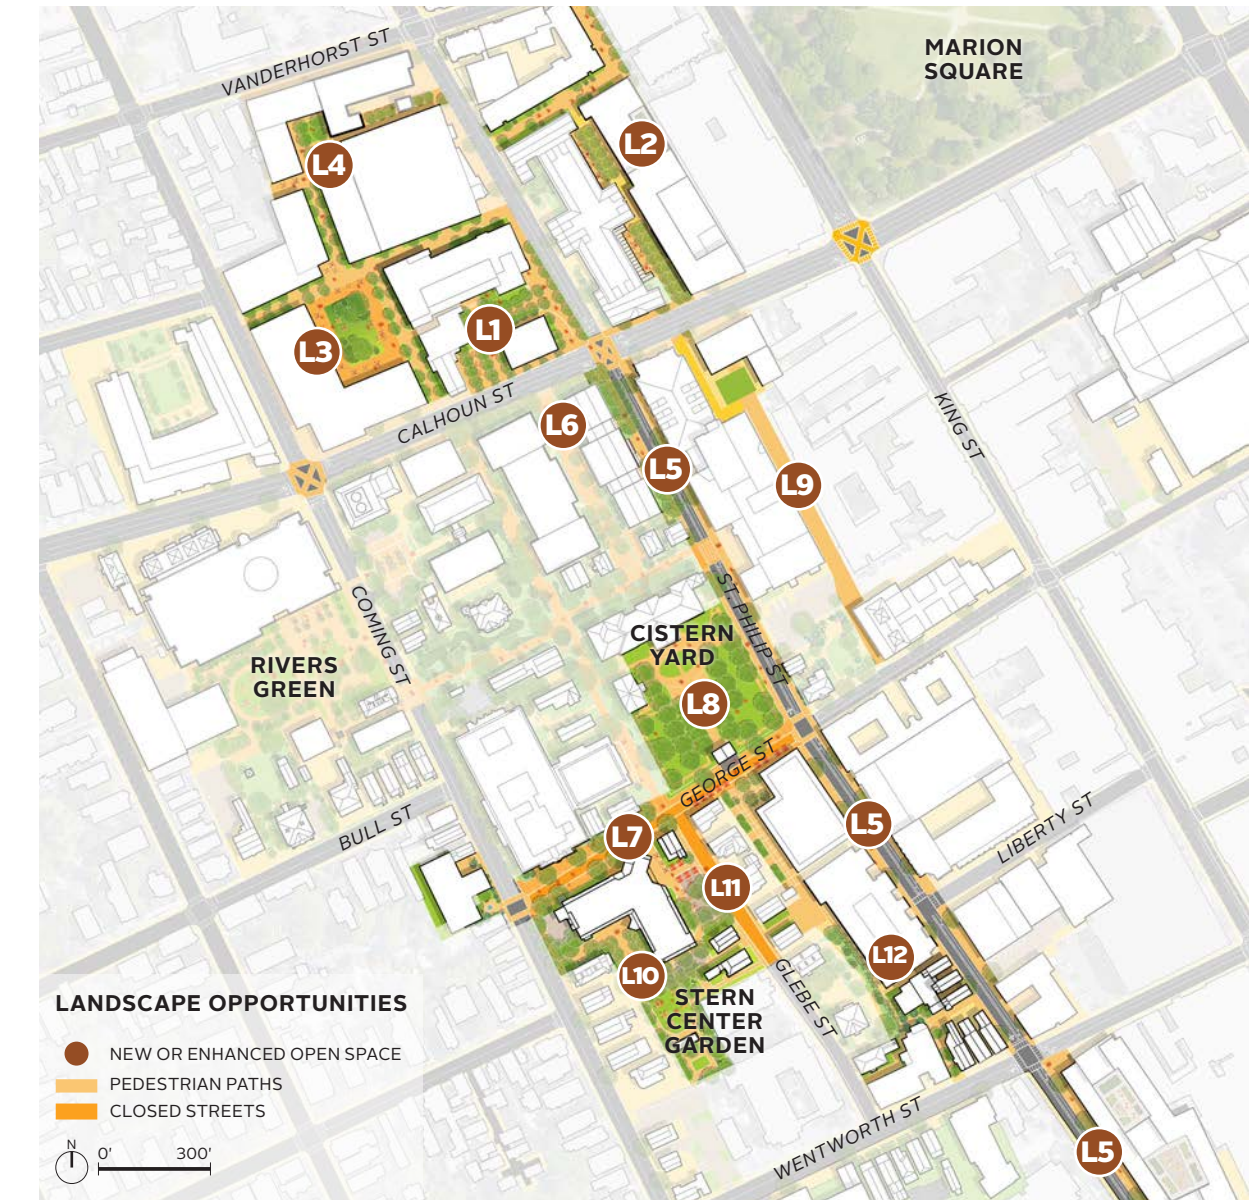 VANDERHORST ST
MARION
SQUARE
L2
L4
L1
L3
CALHOUN ST
KING ST
L6
L5
L9
COMING ST
ST. PHILIP ST
CISTERN
YARD
RIVERS
GREEN
L8
GEORGE ST
BULL ST
L7
L5
LIBERTY ST
L11
L12
L10
STERN
CENTER
GARDEN
GLEBE ST
WENTWORTH ST
L5
LANDSCAPE OPPORTUNITIES
NEW OR ENHANCED OPEN SPACE
PEDESTRIAN PATHS
CLOSED STREETS
N
0' 300'